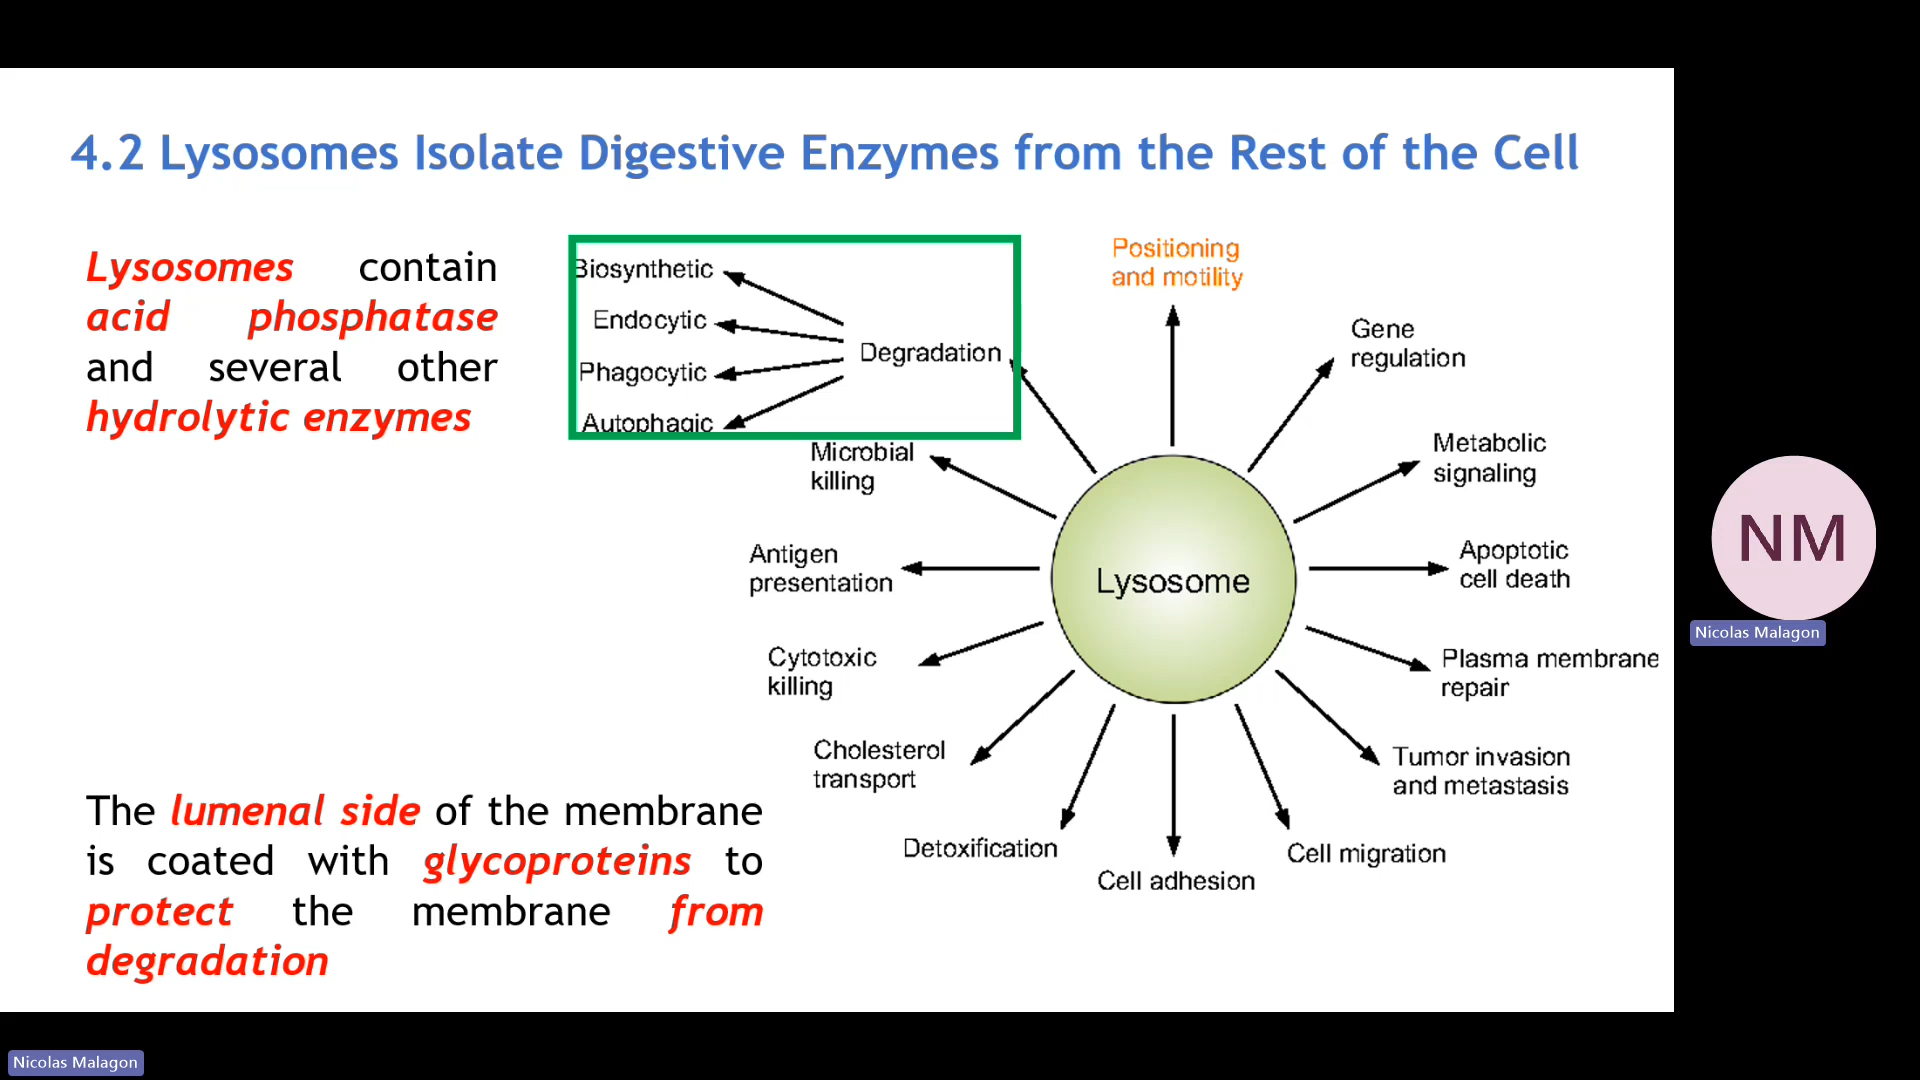 4.2 Lysosomes Isolate Digestive Enzymes from the Rest of the Cell
Lysosomes contain
acid phosphatase
and several other
hydrolytic enzymes
The lumenal side of the membrane
is coated with glycoproteins to
protect the membrane from
degradation
Biosynthetic
Endocytic
Phagocytic
Autophagic
Degradation
Positioning
and motility
Gene
regulation
Metabolic
signaling
Apoptotic
cell death
Plasma membrane
repair
Tumor invasion
and metastasis
Cell migration
Cell adhesion
Detoxification
Cholesterol
transport
Cytotoxic
killing
Antigen
presentation
Microbial
killing
Lysosome
NM
Nicolas Malagon
Nicolas Malagon